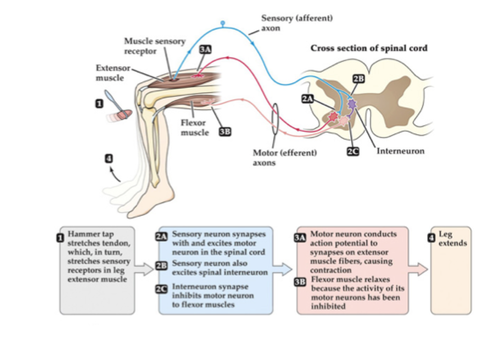 Sensory (afferent)
axon
Muscle sensory
receptor
3A
Cross section of spinal cord
Extensor
muscle
2B
1
2A
Flexor
muscle
3B
2C
Interneuron
Motor (efferent)
axons
4
1 Hammer tap
stretches tendon,
which, in turn,
stretches sensory
receptors in leg
extensor muscle
2A Sensory neuron synapses
with and excites motor
neuron in the spinal cord
2B Sensory neuron also
excites spinal interneuron
2C Interneuron synapse
inhibits motor neuron
to flexor muscles
3A Motor neuron conducts
action potential to
synapses on extensor
muscle fibers, causing
contraction
3B Flexor muscle relaxes
because the activity of its
motor neurons has been
inhibited
4 Leg
extends